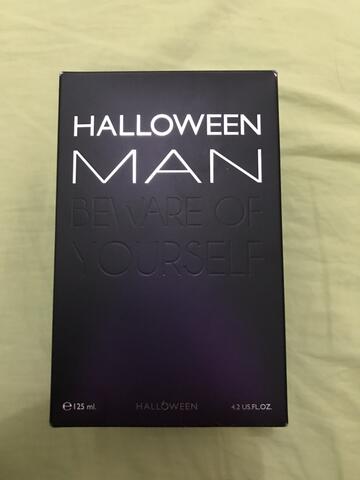 HALLOWEEN
MAN
BEWARE OF
YOURSELF
℮ 125 ml. HALLOWEEN 4.2 US.FL.OZ.